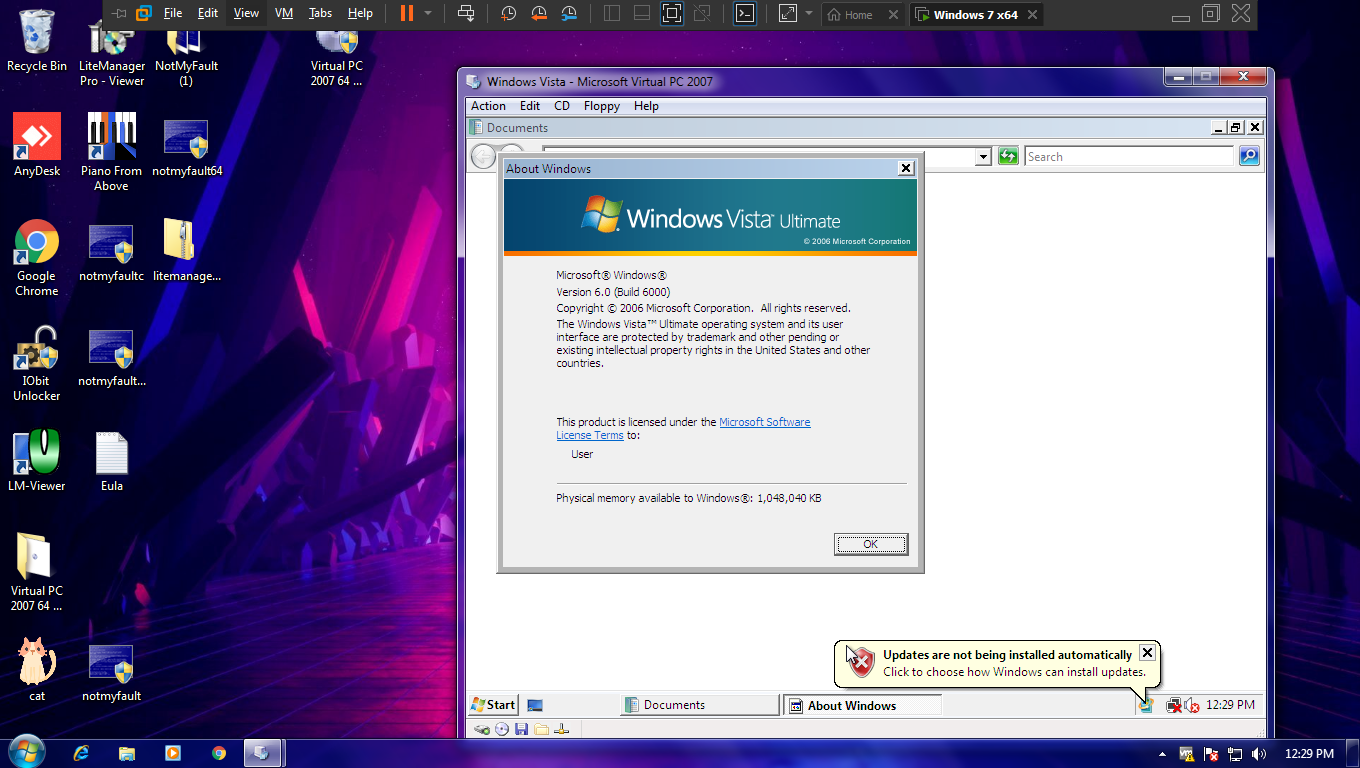 File Edit View VM Tabs Help
Home
Windows 7 x64
Recycle Bin
LiteManager
Pro - Viewer
NotMyFault
(1)
Virtual PC
2007 64 ...
AnyDesk
Piano From
Above
notmyfault64
Google
Chrome
notmyfaultc
litemanage...
IObit
Unlocker
notmyfault...
LM-Viewer
Eula
Virtual PC
2007 64 ...
cat
notmyfault
Windows Vista - Microsoft Virtual PC 2007
Action Edit CD Floppy Help
Documents
Search
About Windows
Windows Vista™ Ultimate
© 2006 Microsoft Corporation
Microsoft® Windows®
Version 6.0 (Build 6000)
Copyright © 2006 Microsoft Corporation. All rights reserved.
The Windows Vista™ Ultimate operating system and its user
interface are protected by trademark and other pending or
existing intellectual property rights in the United States and other
countries.
This product is licensed under the Microsoft Software
License Terms to:
User
Physical memory available to Windows®: 1,048,040 KB
OK
Updates are not being installed automatically
Click to choose how Windows can install updates.
Start
Documents
About Windows
12:29 PM
12:29 PM